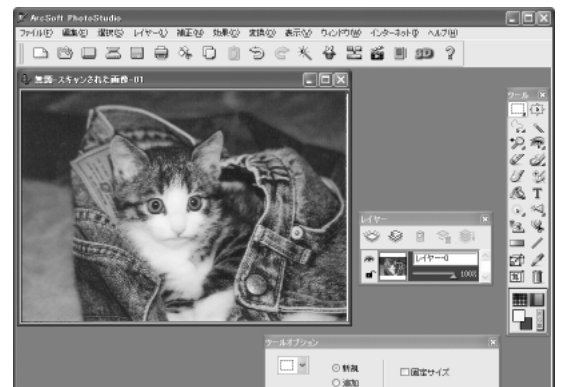 ArcSoft PhotoStudio
ファイル(F) 編集(E) 選択(S) レイヤー(L) 補正(N) 効果(C) 変換(O) 表示(V) ウィンドウ(W) インターネット(I) ヘルプ(H)
無題-スキャンされた画像-01
ツール
T
レイヤー
レイヤー-0
100%
ツールオプション
新規
固定サイズ
追加